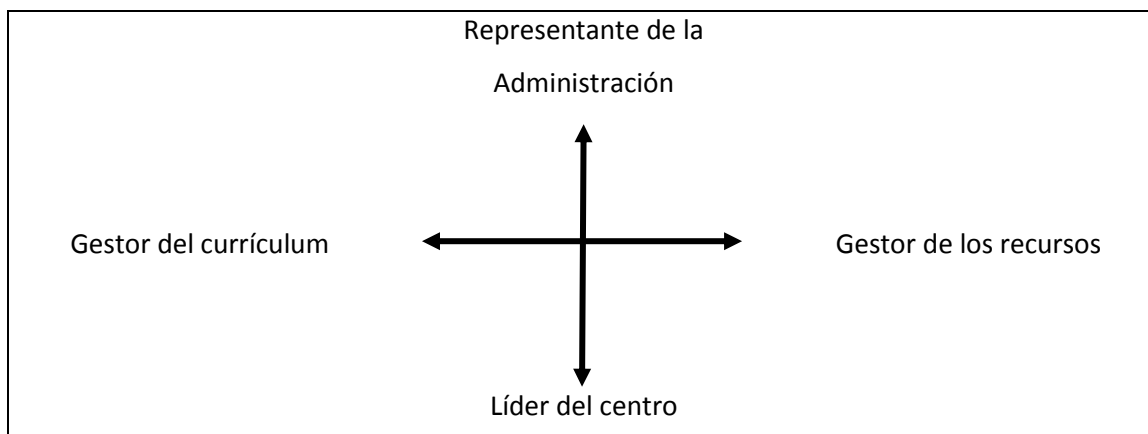 Representante de la
Administración
Gestor del currículum
Gestor de los recursos
Líder del centro